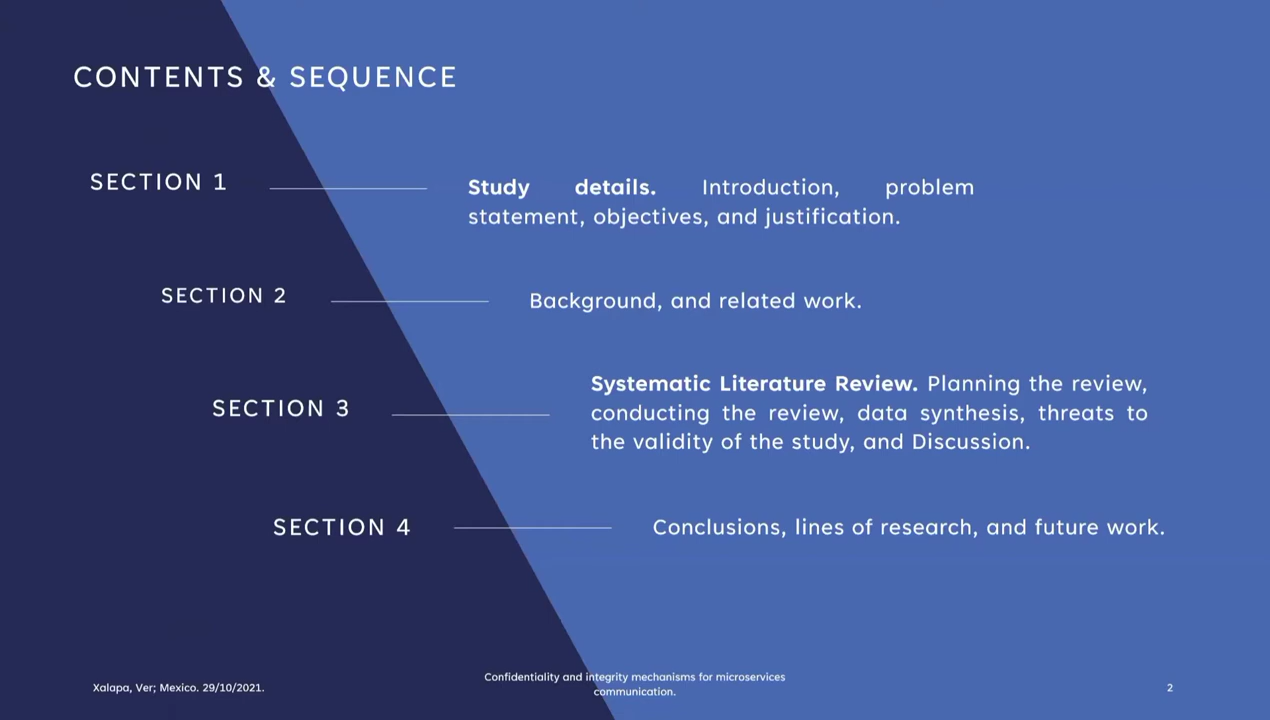 CONTENTS & SEQUENCE
SECTION 1
Study details. Introduction, problem
statement, objectives, and justification.
SECTION 2
Background, and related work.
SECTION 3
Systematic Literature Review. Planning the review,
conducting the review, data synthesis, threats to
the validity of the study, and Discussion.
SECTION 4
Conclusions, lines of research, and future work.
Xalapa, Ver; Mexico. 29/10/2021.
Confidentiality and integrity mechanisms for microservices
communication.
2